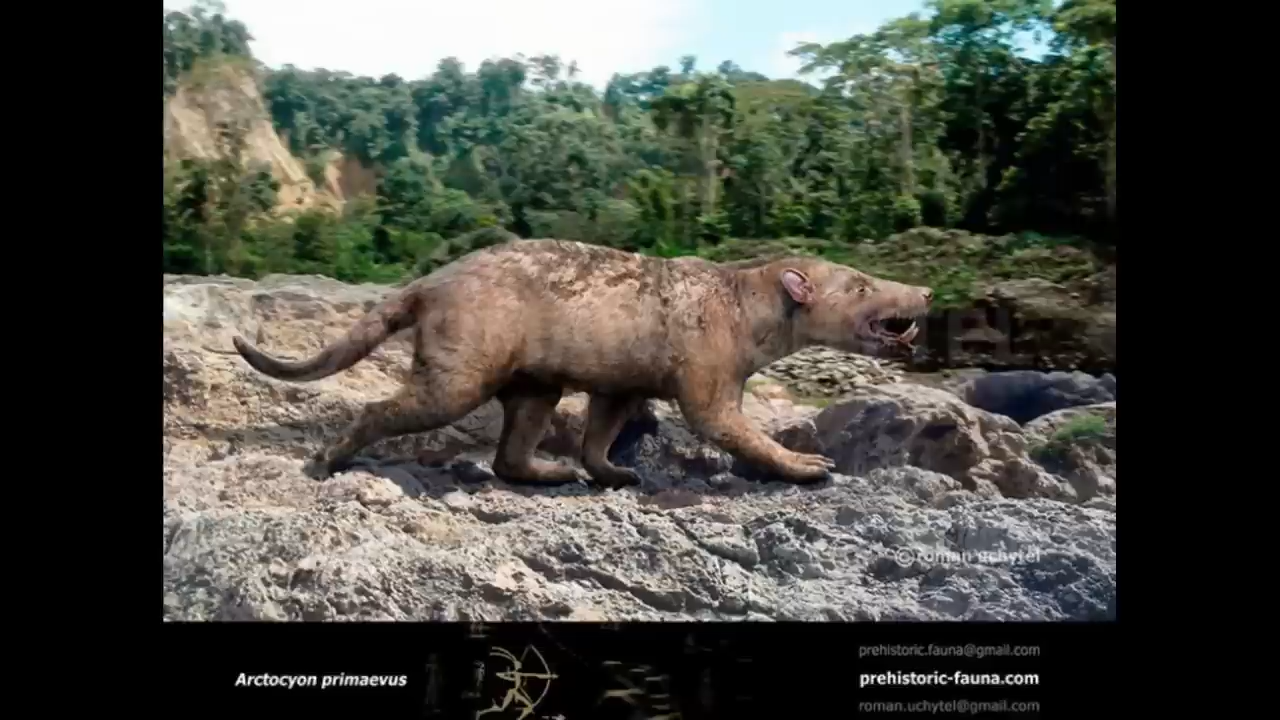 ©roman uchytel
Arctocyon primaevus
prehistoric.fauna@gmail.com
prehistoric-fauna.com
roman.uchytel@gmail.com